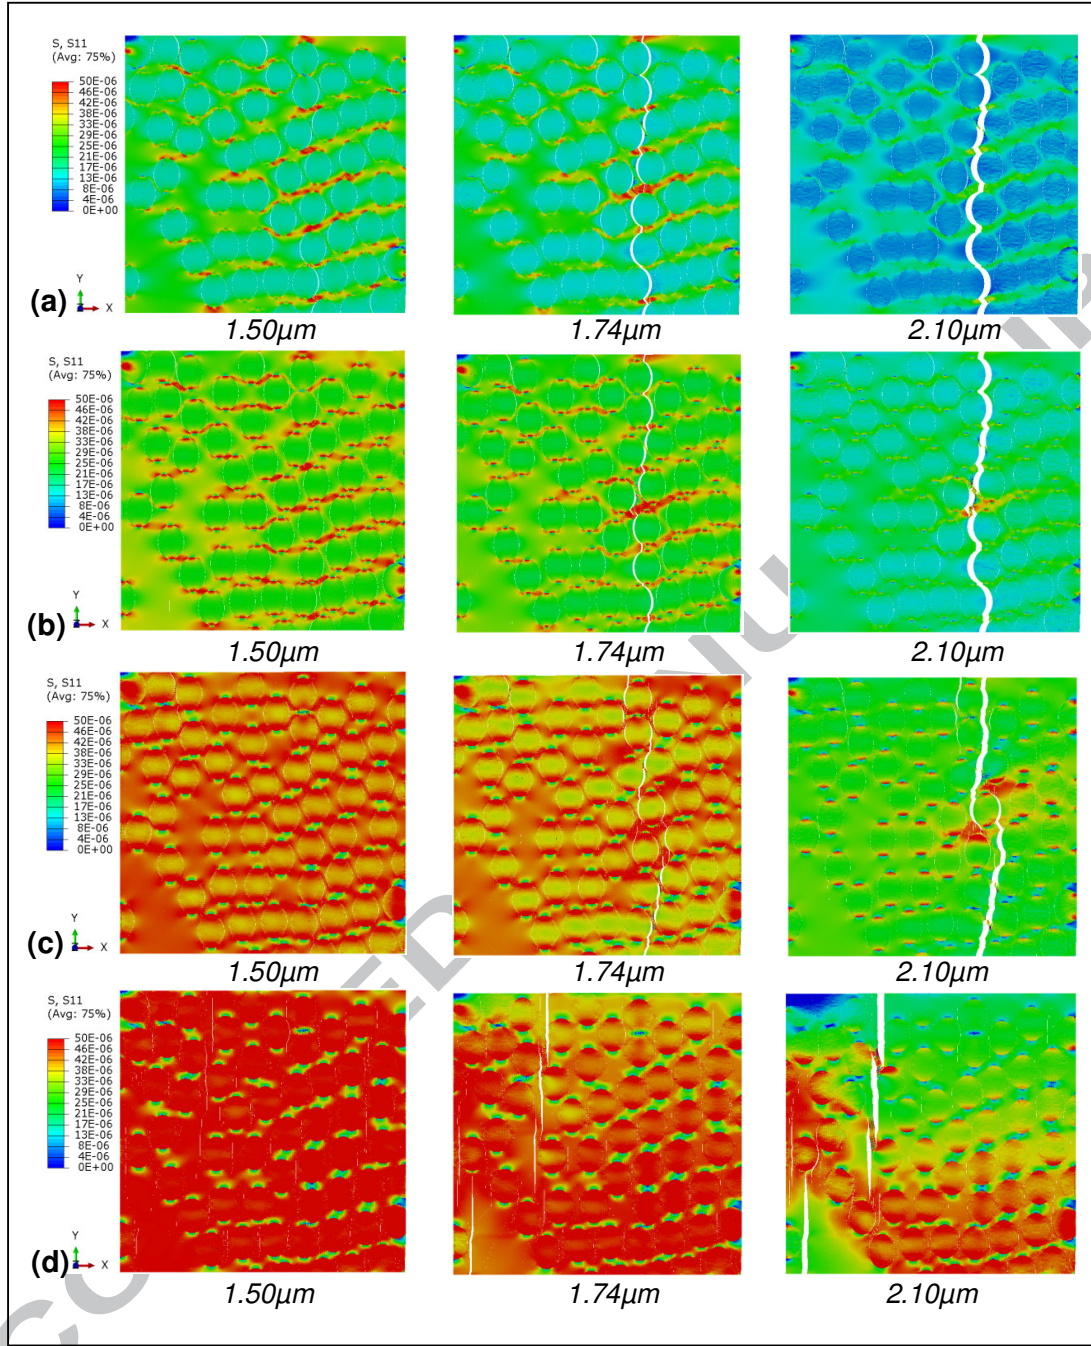 S, S11
(Avg: 75%)
50E-06
46E-06
42E-06
38E-06
33E-06
29E-06
25E-06
21E-06
17E-06
13E-06
8E-06
4E-06
0E+00
Y
X
(a)
1.50µm
1.74µm
2.10µm
S, S11
(Avg: 75%)
50E-06
46E-06
42E-06
38E-06
33E-06
29E-06
25E-06
21E-06
17E-06
13E-06
8E-06
4E-06
0E+00
Y
X
(b)
1.50µm
1.74µm
2.10µm
S, S11
(Avg: 75%)
50E-06
46E-06
42E-06
38E-06
33E-06
29E-06
25E-06
21E-06
17E-06
13E-06
8E-06
4E-06
0E+00
Y
X
(c)
1.50µm
1.74µm
2.10µm
S, S11
(Avg: 75%)
50E-06
46E-06
42E-06
38E-06
33E-06
29E-06
25E-06
21E-06
17E-06
13E-06
8E-06
4E-06
0E+00
Y
X
(d)
1.50µm
1.74µm
2.10µm